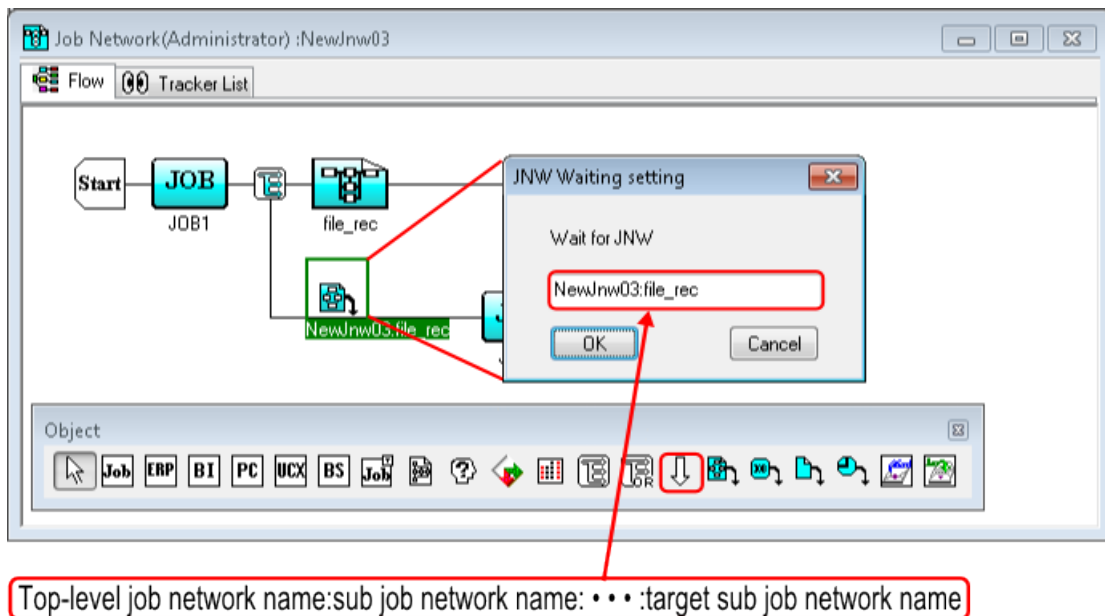 Job Network(Administrator) :NewJnw03
Flow
Tracker List
Start
JOB
JOB1
file_rec
NewJnw03:file_rec
JNW Waiting setting
Wait for JNW
NewJnw03:file_rec
OK
Cancel
Object
Job
ERP
BI
PC
UCX
BS
Job
OR
Top-level job network name:sub job network name: • • • :target sub job network name